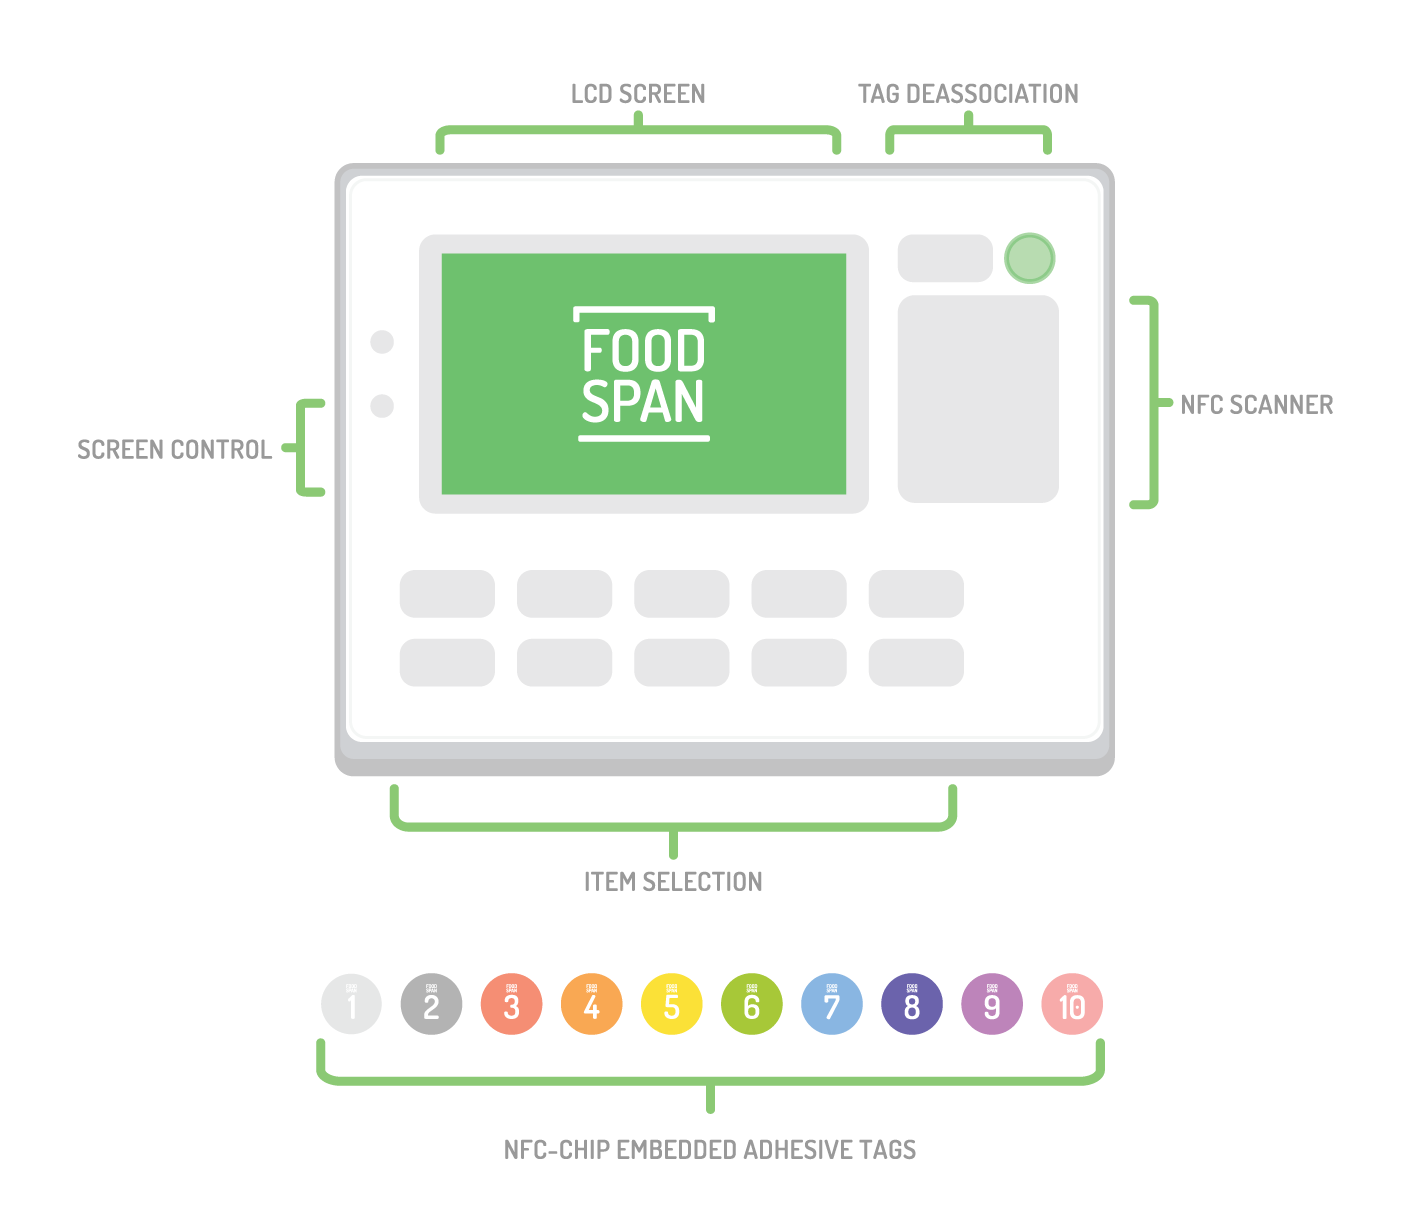 LCD SCREEN
TAG DEASSOCIATION
FOOD
SPAN
NFC SCANNER
SCREEN CONTROL
ITEM SELECTION
FOOD SPAN 1
FOOD SPAN 2
FOOD SPAN 3
FOOD SPAN 4
FOOD SPAN 5
FOOD SPAN 6
FOOD SPAN 7
FOOD SPAN 8
FOOD SPAN 9
FOOD SPAN 10
NFC-CHIP EMBEDDED ADHESIVE TAGS